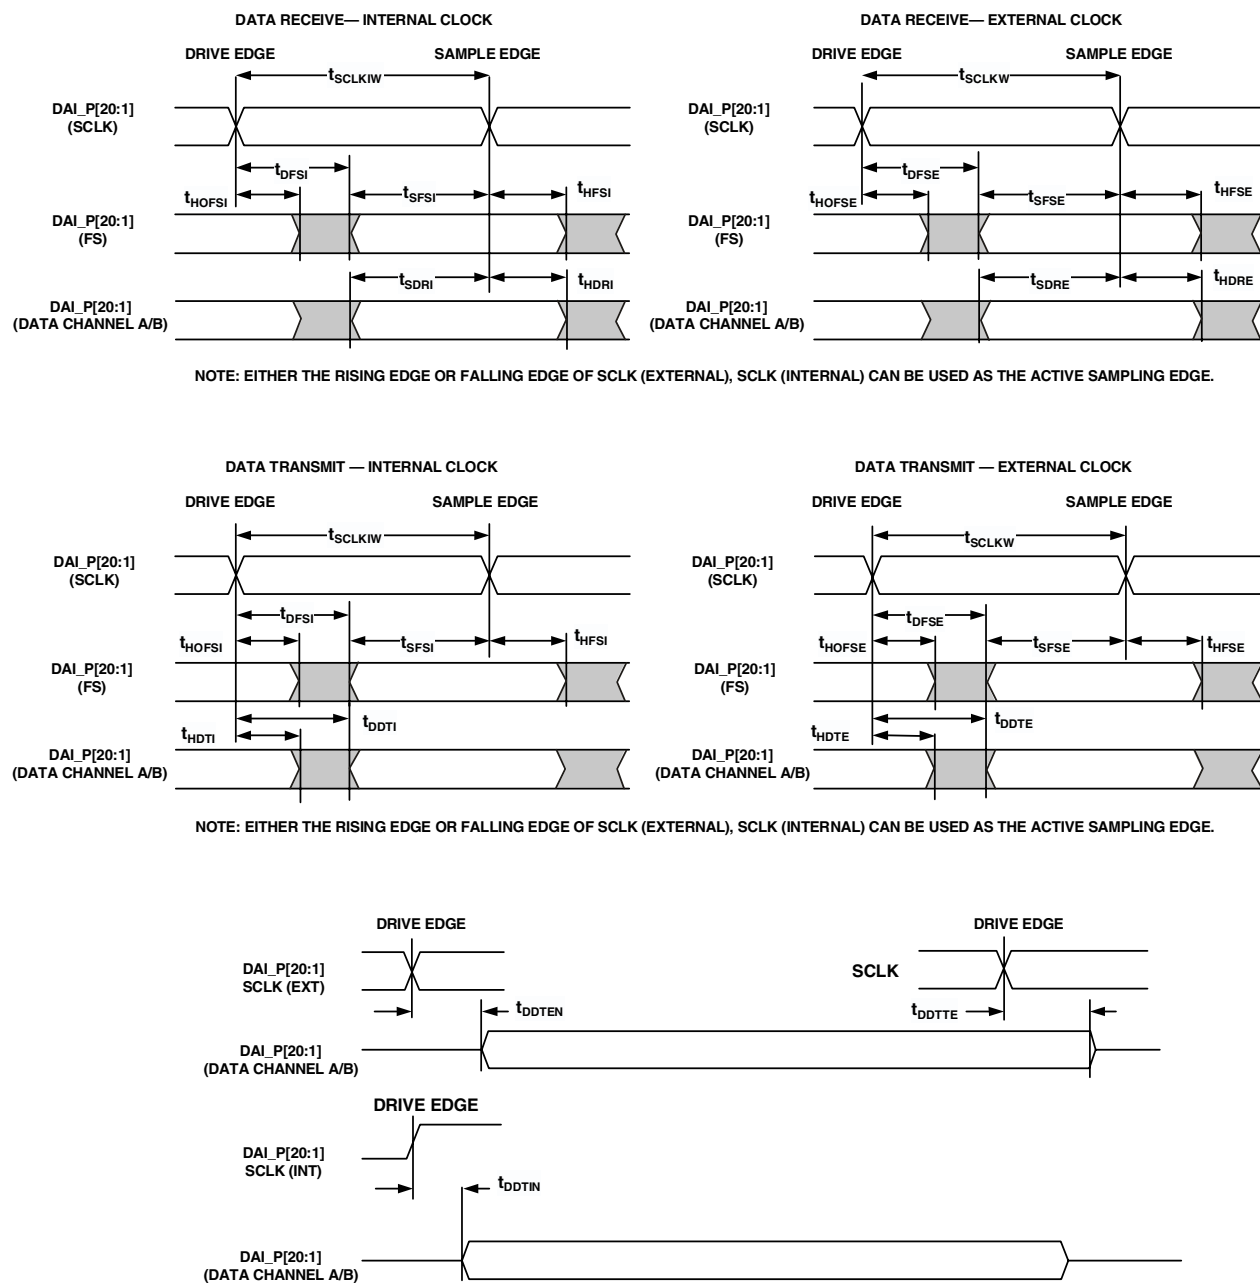 DATA RECEIVE— INTERNAL CLOCK
DRIVE EDGE SAMPLE EDGE
tSCLKIW
DAI_P[20:1]
(SCLK)
tDFSI
tHOFSI tSFSI tHFSI
DAI_P[20:1]
(FS)
tSDRI tHDRI
DAI_P[20:1]
(DATA CHANNEL A/B)
DATA RECEIVE— EXTERNAL CLOCK
DRIVE EDGE SAMPLE EDGE
tSCLKW
DAI_P[20:1]
(SCLK)
tDFSE
tHOFSE tSFSE tHFSE
DAI_P[20:1]
(FS)
tSDRE tHDRE
DAI_P[20:1]
(DATA CHANNEL A/B)
NOTE: EITHER THE RISING EDGE OR FALLING EDGE OF SCLK (EXTERNAL), SCLK (INTERNAL) CAN BE USED AS THE ACTIVE SAMPLING EDGE.
DATA TRANSMIT — INTERNAL CLOCK
DRIVE EDGE SAMPLE EDGE
tSCLKIW
DAI_P[20:1]
(SCLK)
tDFSI
tHOFSI tSFSI tHFSI
DAI_P[20:1]
(FS)
tDDTI
tHDTI
DAI_P[20:1]
(DATA CHANNEL A/B)
DATA TRANSMIT — EXTERNAL CLOCK
DRIVE EDGE SAMPLE EDGE
tSCLKW
DAI_P[20:1]
(SCLK)
tDFSE
tHOFSE tSFSE tHFSE
DAI_P[20:1]
(FS)
tDDTE
tHDTE
DAI_P[20:1]
(DATA CHANNEL A/B)
NOTE: EITHER THE RISING EDGE OR FALLING EDGE OF SCLK (EXTERNAL), SCLK (INTERNAL) CAN BE USED AS THE ACTIVE SAMPLING EDGE.
DRIVE EDGE DRIVE EDGE
DAI_P[20:1]
SCLK (EXT)
SCLK
tDDTEN tDDTTE
DAI_P[20:1]
(DATA CHANNEL A/B)
DRIVE EDGE
DAI_P[20:1]
SCLK (INT)
tDDTIN
DAI_P[20:1]
(DATA CHANNEL A/B)